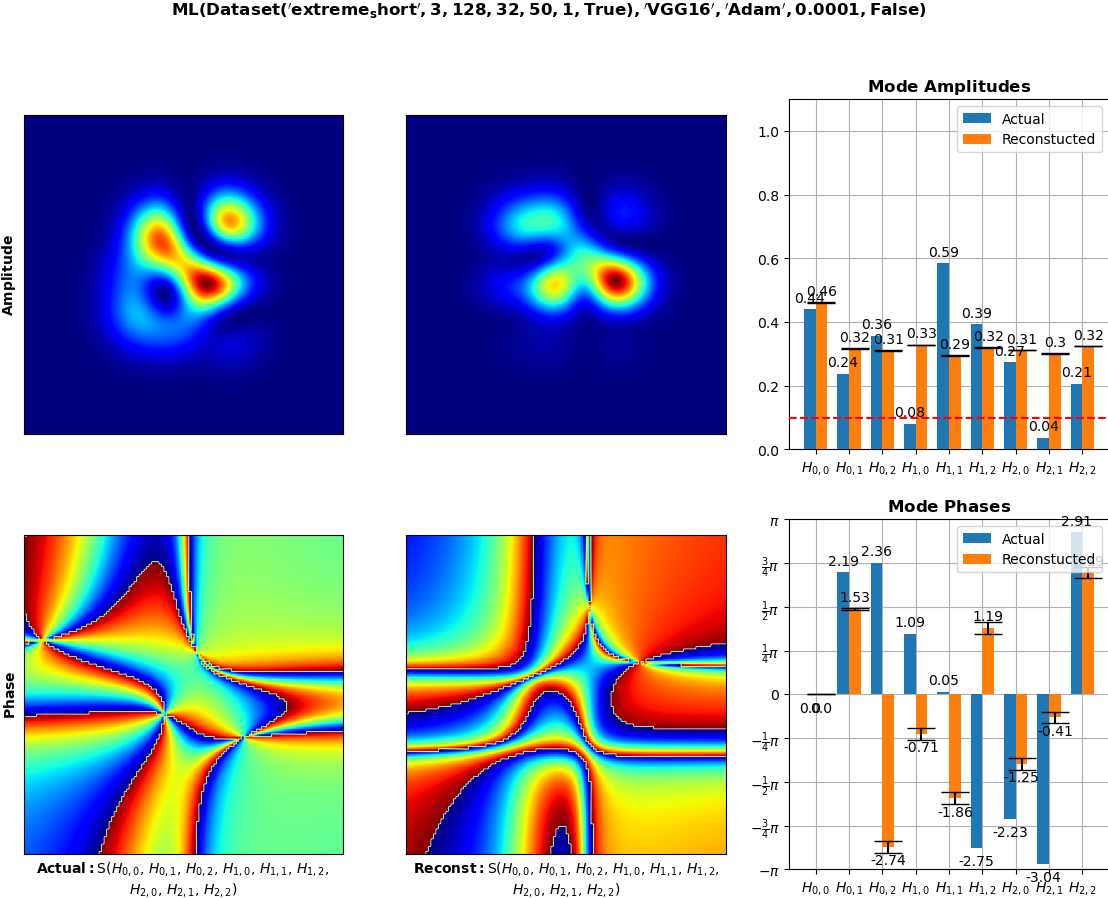 ML(Dataset('extreme_short', 3, 128, 32, 50, 1, True), 'VGG16', 'Adam', 0.0001, False)
Amplitude
Mode Amplitudes
Actual
Reconstucted
1.0
0.8
0.6
0.4
0.2
0.0
0.44
0.46
0.24
0.32
0.36
0.31
0.08
0.33
0.59
0.29
0.39
0.32
0.27
0.31
0.04
0.3
0.21
0.32
H0,0 H0,1 H0,2 H1,0 H1,1 H1,2 H2,0 H2,1 H2,2
Phase
Mode Phases
Actual
Reconstucted
π
3/4π
1/2π
1/4π
0
−1/4π
−1/2π
−3/4π
−π
0.0
0.0
2.19
1.53
2.36
-2.74
1.09
-0.71
0.05
-1.86
-2.75
1.19
-2.23
-1.25
-3.04
-0.41
2.91
H0,0 H0,1 H0,2 H1,0 H1,1 H1,2 H2,0 H2,1 H2,2
Actual: S(H0,0, H0,1, H0,2, H1,0, H1,1, H1,2,
H2,0, H2,1, H2,2)
Reconst: S(H0,0, H0,1, H0,2, H1,0, H1,1, H1,2,
H2,0, H2,1, H2,2)